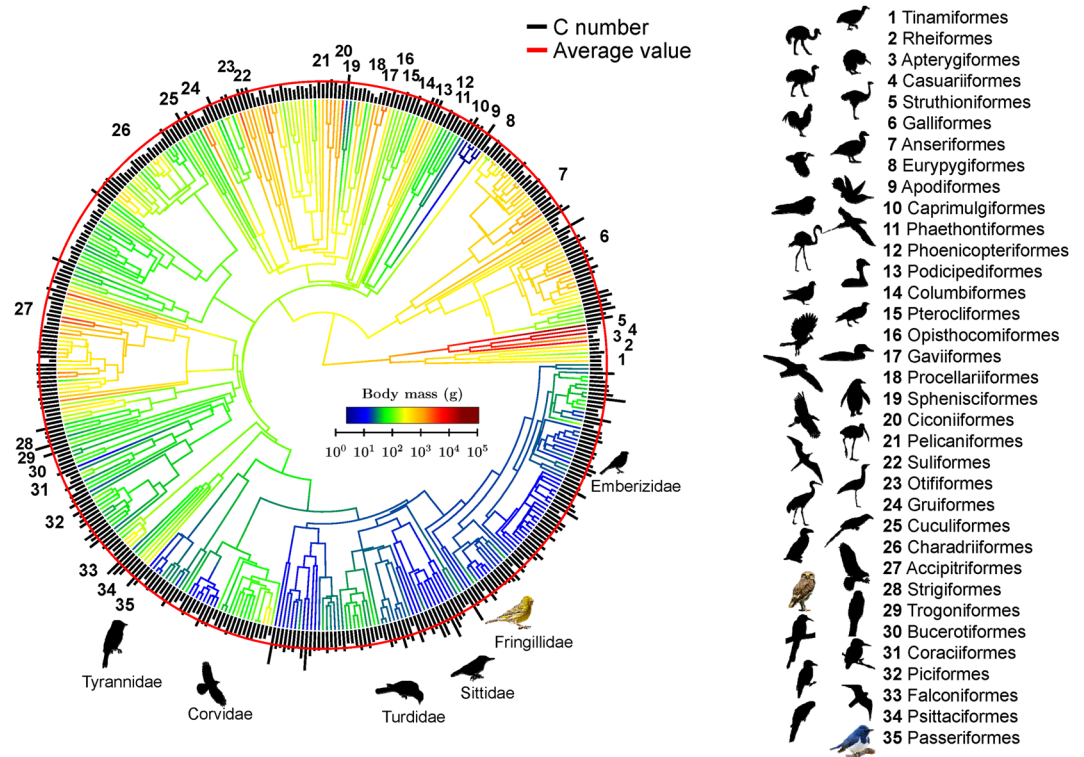 C number
Average value
1 Tinamiformes
2 Rheiformes
3 Apterygiformes
4 Casuariiformes
5 Struthioniformes
6 Galliformes
7 Anseriformes
8 Eurypygiformes
9 Apodiformes
10 Caprimulgiformes
11 Phaethontiformes
12 Phoenicopteriformes
13 Podicipediformes
14 Columbiformes
15 Pterocliformes
16 Opisthocomiformes
17 Gaviiformes
18 Procellariiformes
19 Sphenisciformes
20 Ciconiiformes
21 Pelicaniformes
22 Suliformes
23 Otififormes
24 Gruiformes
25 Cuculiformes
26 Charadriiformes
27 Accipitriformes
28 Strigiformes
29 Trogoniformes
30 Bucerotiformes
31 Coraciiformes
32 Piciformes
33 Falconiformes
34 Psittaciformes
35 Passeriformes
21
20
19
18
17
16
15
14
13
12
11
10
9
8
7
6
5
4
3
2
1
22
23
24
25
26
27
28
29
30
31
32
33
34
35
Body mass (g)
10⁰ 10¹ 10² 10³ 10⁴ 10⁵
Emberizidae
Fringillidae
Sittidae
Turdidae
Corvidae
Tyrannidae